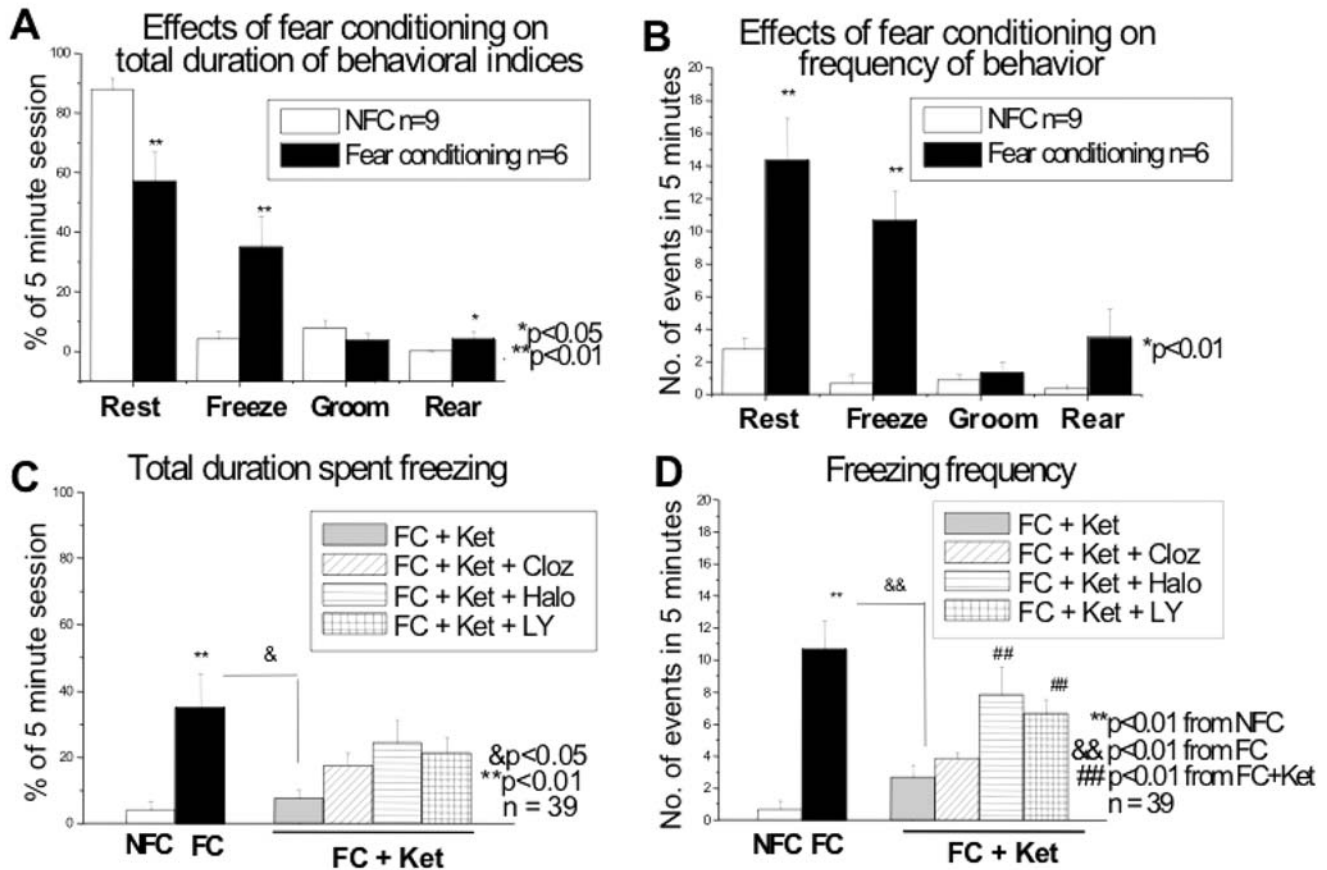 A
Effects of fear conditioning on
total duration of behavioral indices
% of 5 minute session
100
80
60
40
20
0
NFC n=9
Fear conditioning n=6
**
**
*
*p<0.05
**p<0.01
Rest Freeze Groom Rear
B
Effects of fear conditioning on
frequency of behavior
No. of events in 5 minutes
20
18
16
14
12
10
8
6
4
2
0
NFC n=9
Fear conditioning n=6
**
**
*p<0.01
Rest Freeze Groom Rear
C
Total duration spent freezing
% of 5 minute session
100
80
60
40
20
0
FC + Ket
FC + Ket + Cloz
FC + Ket + Halo
FC + Ket + LY
**
&
&p<0.05
**p<0.01
n = 39
NFC FC
FC + Ket
D
Freezing frequency
No. of events in 5 minutes
20
18
16
14
12
10
8
6
4
2
0
FC + Ket
FC + Ket + Cloz
FC + Ket + Halo
FC + Ket + LY
**
&&
##
##
**p<0.01 from NFC
&& p<0.01 from FC
## p<0.01 from FC+Ket
n = 39
NFC FC
FC + Ket